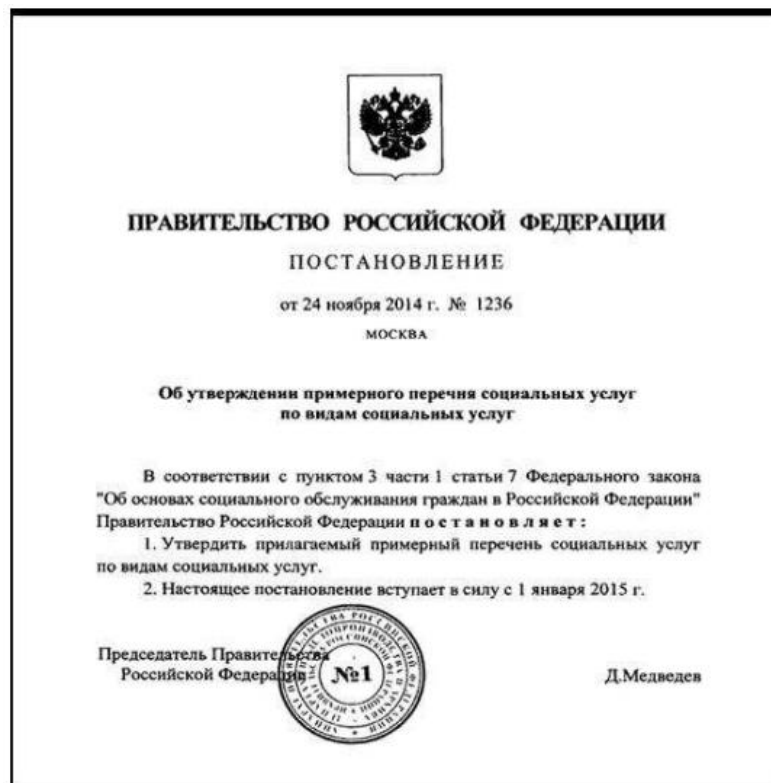 ПРАВИТЕЛЬСТВО РОССИЙСКОЙ ФЕДЕРАЦИИ
ПОСТАНОВЛЕНИЕ
от 24 ноября 2014 г. № 1236
МОСКВА
Об утверждении примерного перечня социальных услуг
по видам социальных услуг
В соответствии с пунктом 3 части 1 статьи 7 Федерального закона
"Об основах социального обслуживания граждан в Российской Федерации"
Правительство Российской Федерации постановляет:
1. Утвердить прилагаемый примерный перечень социальных услуг
по видам социальных услуг.
2. Настоящее постановление вступает в силу с 1 января 2015 г.
Председатель Правительства
Российской Федерации
№1
Д.Медведев